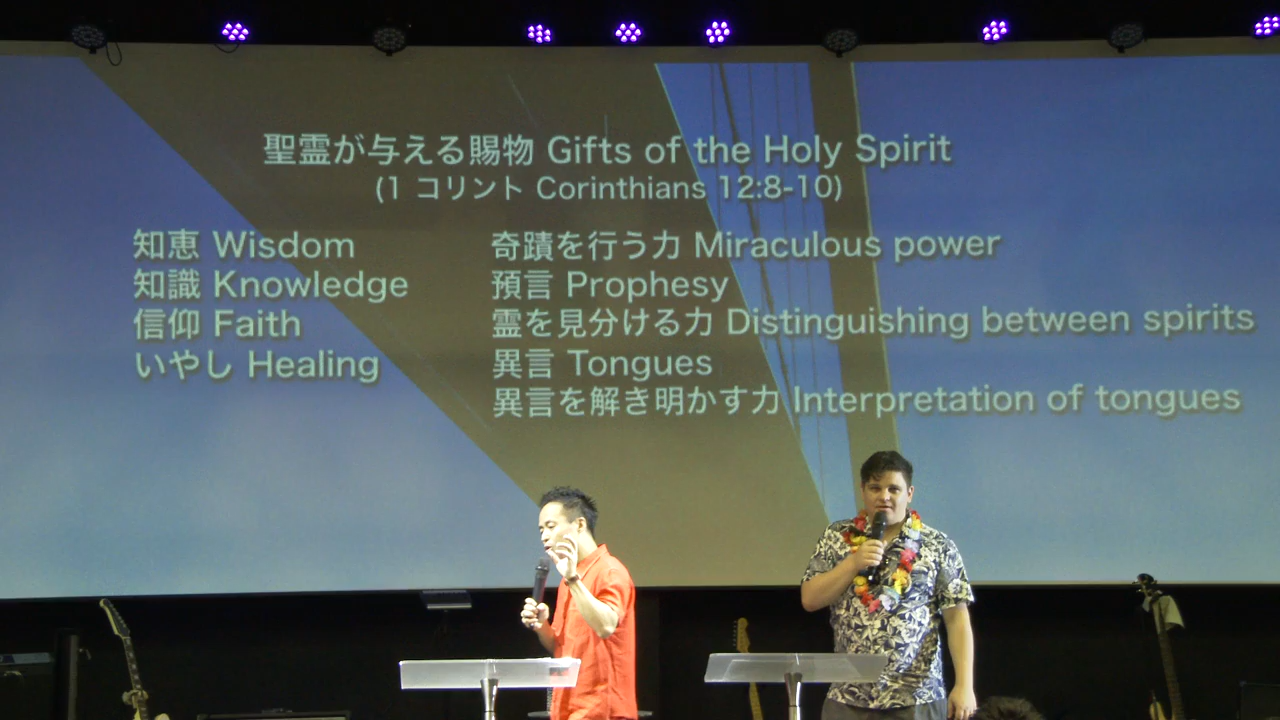 聖霊が与える賜物 Gifts of the Holy Spirit
(1 コリント Corinthians 12:8-10)
知恵 Wisdom
知識 Knowledge
信仰 Faith
いやし Healing
奇蹟を行う力 Miraculous power
預言 Prophesy
霊を見分ける力 Distinguishing between spirits
異言 Tongues
異言を解き明かす力 Interpretation of tongues